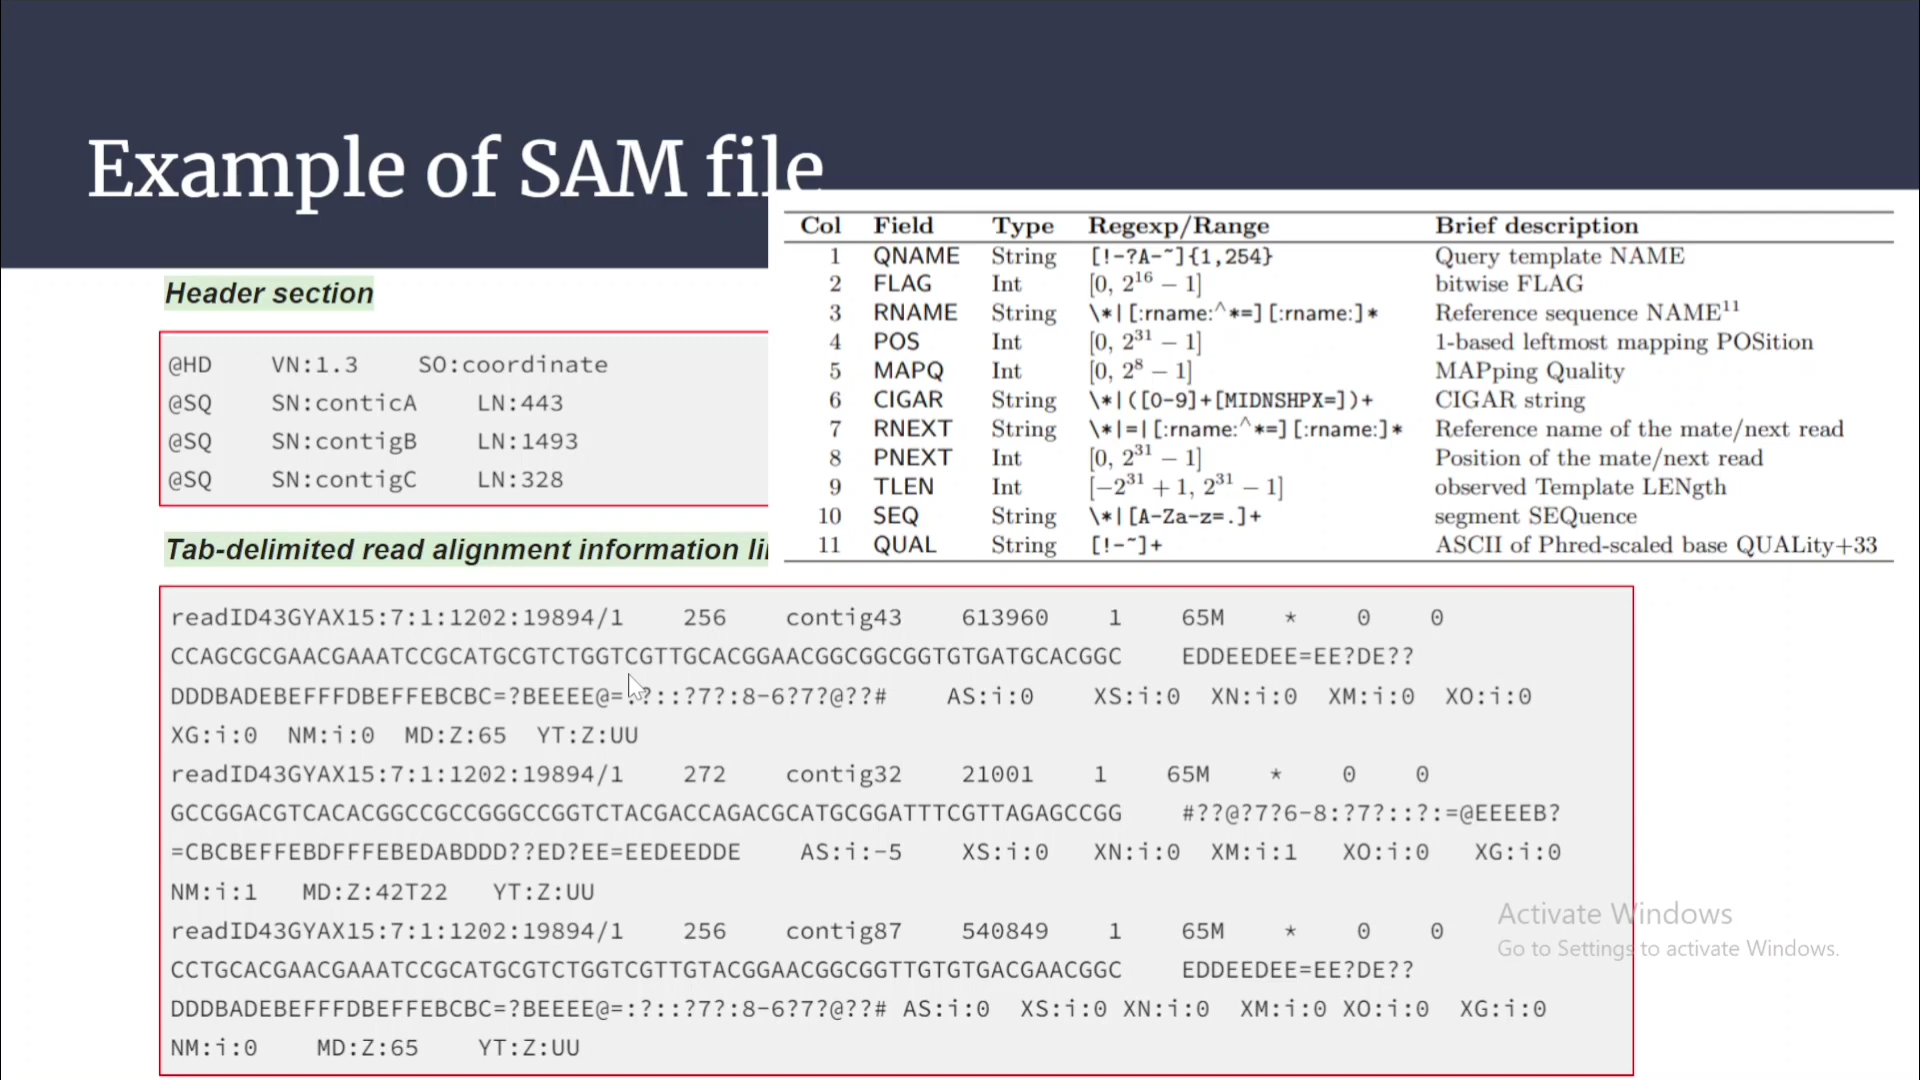 Example of SAM file
Header section
@HD VN:1.3 SO:coordinate
@SQ SN:conticA LN:443
@SQ SN:contigB LN:1493
@SQ SN:contigC LN:328
Col Field Type Regexp/Range Brief description
1 QNAME String [!-?A-~]{1,254} Query template NAME
2 FLAG Int [0, 2^16 − 1] bitwise FLAG
3 RNAME String \*|[:rname:^*=][:rname:]* Reference sequence NAME^11
4 POS Int [0, 2^31 − 1] 1-based leftmost mapping POSition
5 MAPQ Int [0, 2^8 − 1] MAPping Quality
6 CIGAR String \*|([0-9]+[MIDNSHPX=])+ CIGAR string
7 RNEXT String \*|=|[:rname:^*=][:rname:]* Reference name of the mate/next read
8 PNEXT Int [0, 2^31 − 1] Position of the mate/next read
9 TLEN Int [−2^31 + 1, 2^31 − 1] observed Template LENgth
10 SEQ String \*|[A-Za-z=.]+ segment SEQuence
11 QUAL String [!-~]+ ASCII of Phred-scaled base QUALity+33
Tab-delimited read alignment information li
readID43GYAX15:7:1:1202:19894/1 256 contig43 613960 1 65M * 0 0
CCAGCGCGAACGAAATCCGCATGCGTCTGGTCGTTGCACGGAACGGCGGCGGTGTGATGCACGGC EDDEEDEE=EE?DE??
DDDBADEBEFFFDBEFFEBCBC=?BEEEE@=:?::?7?:8-6?7?@??# AS:i:0 XS:i:0 XN:i:0 XM:i:0 XO:i:0
XG:i:0 NM:i:0 MD:Z:65 YT:Z:UU
readID43GYAX15:7:1:1202:19894/1 272 contig32 21001 1 65M * 0 0
GCCGGACGTCACACGGCCGCCGGGCCGGTCTACGACCAGACGCATGCGGATTTCGTTAGAGCCGG #??@?7?6-8:?7?::?:=@EEEEB?
=CBCBEFFEBDFFFEBEDABDDD??ED?EE=EEDEEDDE AS:i:-5 XS:i:0 XN:i:0 XM:i:1 XO:i:0 XG:i:0
NM:i:1 MD:Z:42T22 YT:Z:UU
readID43GYAX15:7:1:1202:19894/1 256 contig87 540849 1 65M * 0 0
CCTGCACGAACGAAATCCGCATGCGTCTGGTCGTTGTACGGAACGGCGGTTGTGTGACGAACGGC EDDEEDEE=EE?DE??
DDDBADEBEFFFDBEFFEBCBC=?BEEEE@=:?::?7?:8-6?7?@??# AS:i:0 XS:i:0 XN:i:0 XM:i:0 XO:i:0 XG:i:0
NM:i:0 MD:Z:65 YT:Z:UU
Activate Windows
Go to Settings to activate Windows.